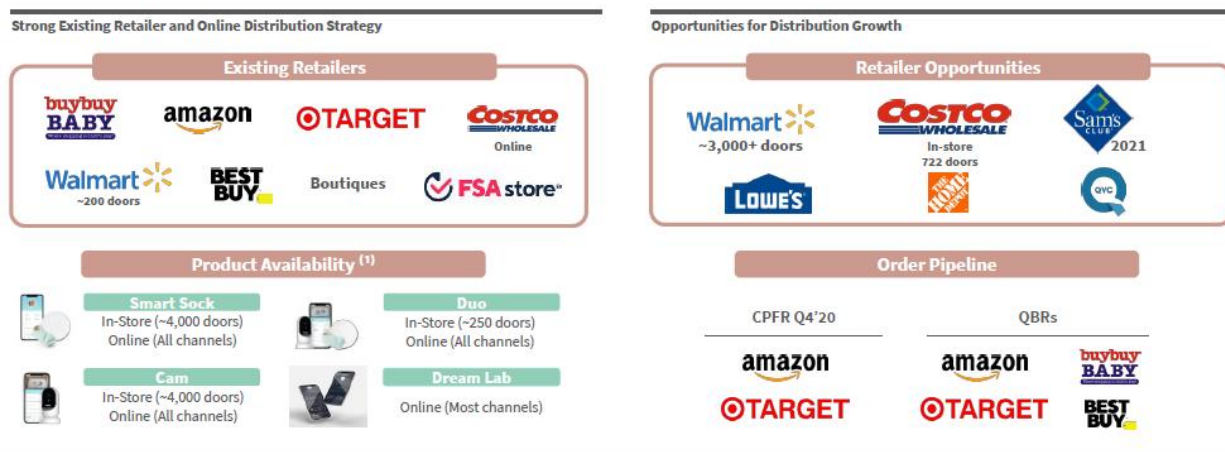 Strong Existing Retailer and Online Distribution Strategy
Existing Retailers
buybuy
BABY
amazon
TARGET
COSTCO
WHOLESALE
Online
Walmart
~200 doors
BEST
BUY
Boutiques
FSA store
Product Availability (1)
Smart Sock
In-Store (~4,000 doors)
Online (All channels)
Duo
In-Store (~250 doors)
Online (All channels)
Cam
In-Store (~4,000 doors)
Online (All channels)
Dream Lab
Online (Most channels)
Opportunities for Distribution Growth
Retailer Opportunities
Walmart
~3,000+ doors
COSTCO
WHOLESALE
In-store
722 doors
Sam's
CLUB
2021
LOWE'S
THE
HOME
DEPOT
QVC
Order Pipeline
CPFR Q4'20
amazon
TARGET
QBRs
amazon
TARGET
buybuy
BABY
BEST
BUY